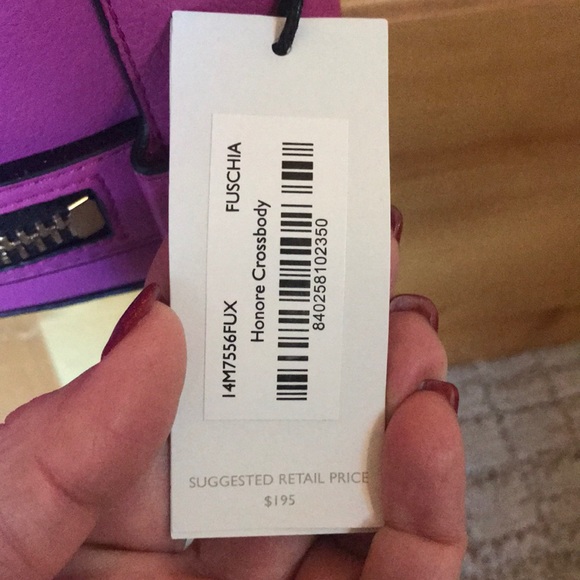 14M7556FUX FUSCHIA
Honore Crossbody
840258102350
SUGGESTED RETAIL PRICE
$195